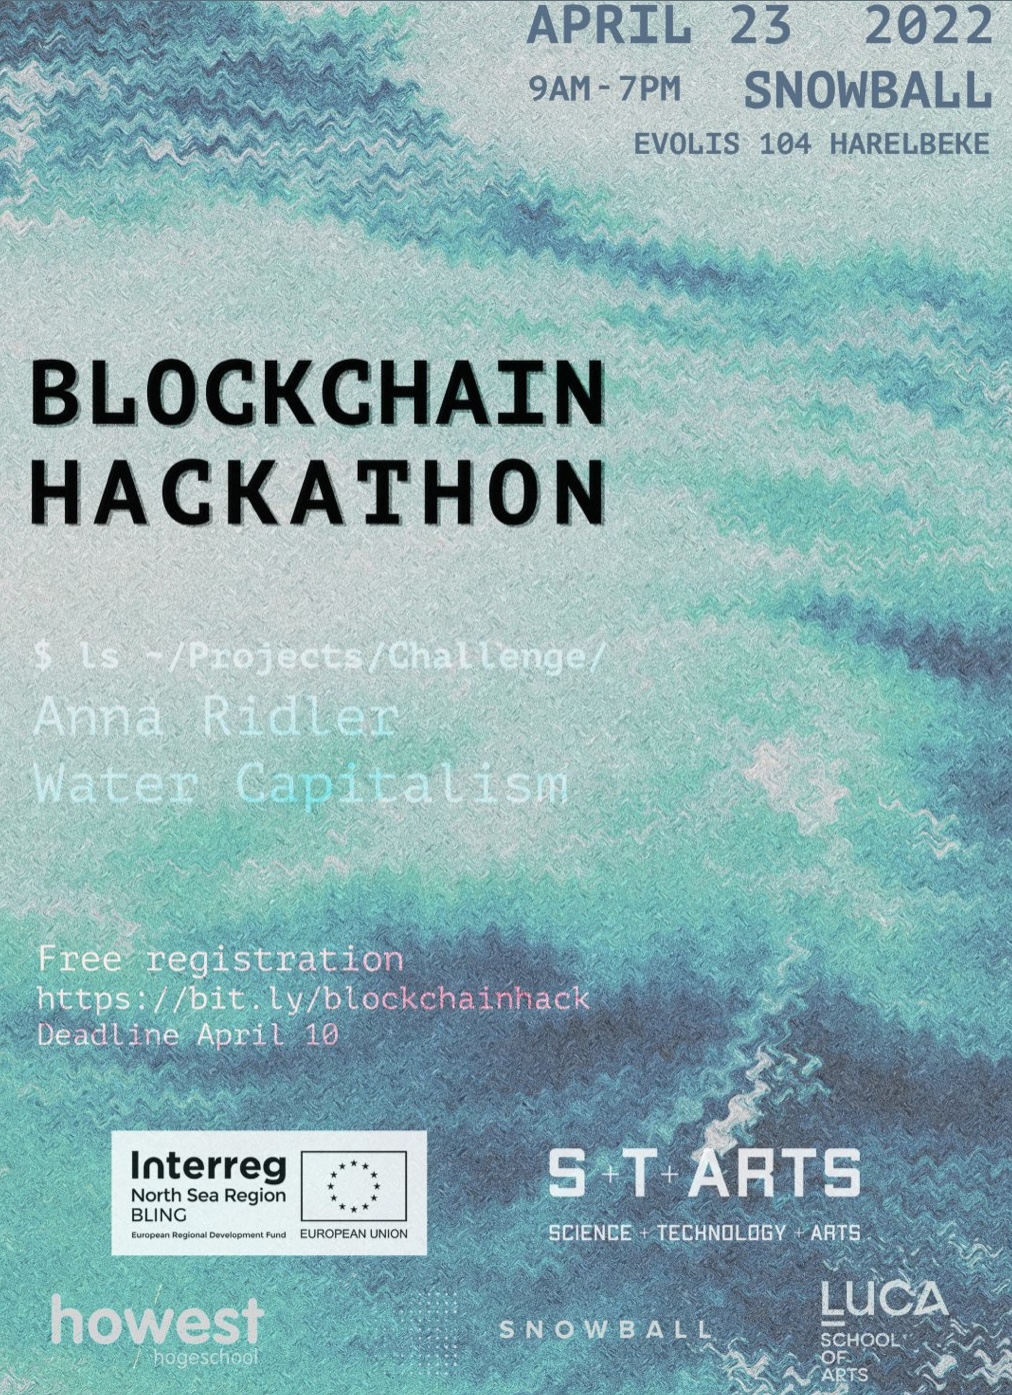 APRIL 23 2022
9AM-7PM SNOWBALL
EVOLIS 104 HARELBEKE
BLOCKCHAIN
HACKATHON
$ ls ~/Projects/Challenge/
Anna Ridler
Water Capitalism
Free registration
https://bit.ly/blockchainhack
Deadline April 10
Interreg
North Sea Region
BLING
European Regional Development Fund EUROPEAN UNION
S+T+ARTS
SCIENCE + TECHNOLOGY + ARTS
howest
hogeschool
SNOWBALL
LUCA
SCHOOL
OF
ARTS